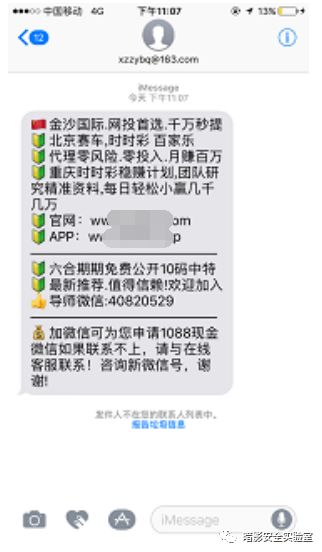 中国移动 4G 下午11:07 13%
12
xzzybq@163.com
iMessage
今天 下午11:07
🇨🇳 金沙国际.网投首选.千万秒提
🔰 北京赛车,时时彩 百家乐
🔰 代理零风险.零投入.月赚百万
🔰 重庆时时彩稳赚计划,团队研
究精准资料,每日轻松小赢几千
几万
🔰 官网：
🔰 APP：
🔰 六合期期免费公开10码中特
🔰 最新推荐.值得信赖!欢迎加入
👍 导师微信:40820529
💰 加微信可为您申请1088现金
微信如果联系不上，请与在线
客服联系！咨询新微信号，谢
谢!
发件人不在您的联系人列表中。
报告垃圾信息
iMessage
暗影安全实验室